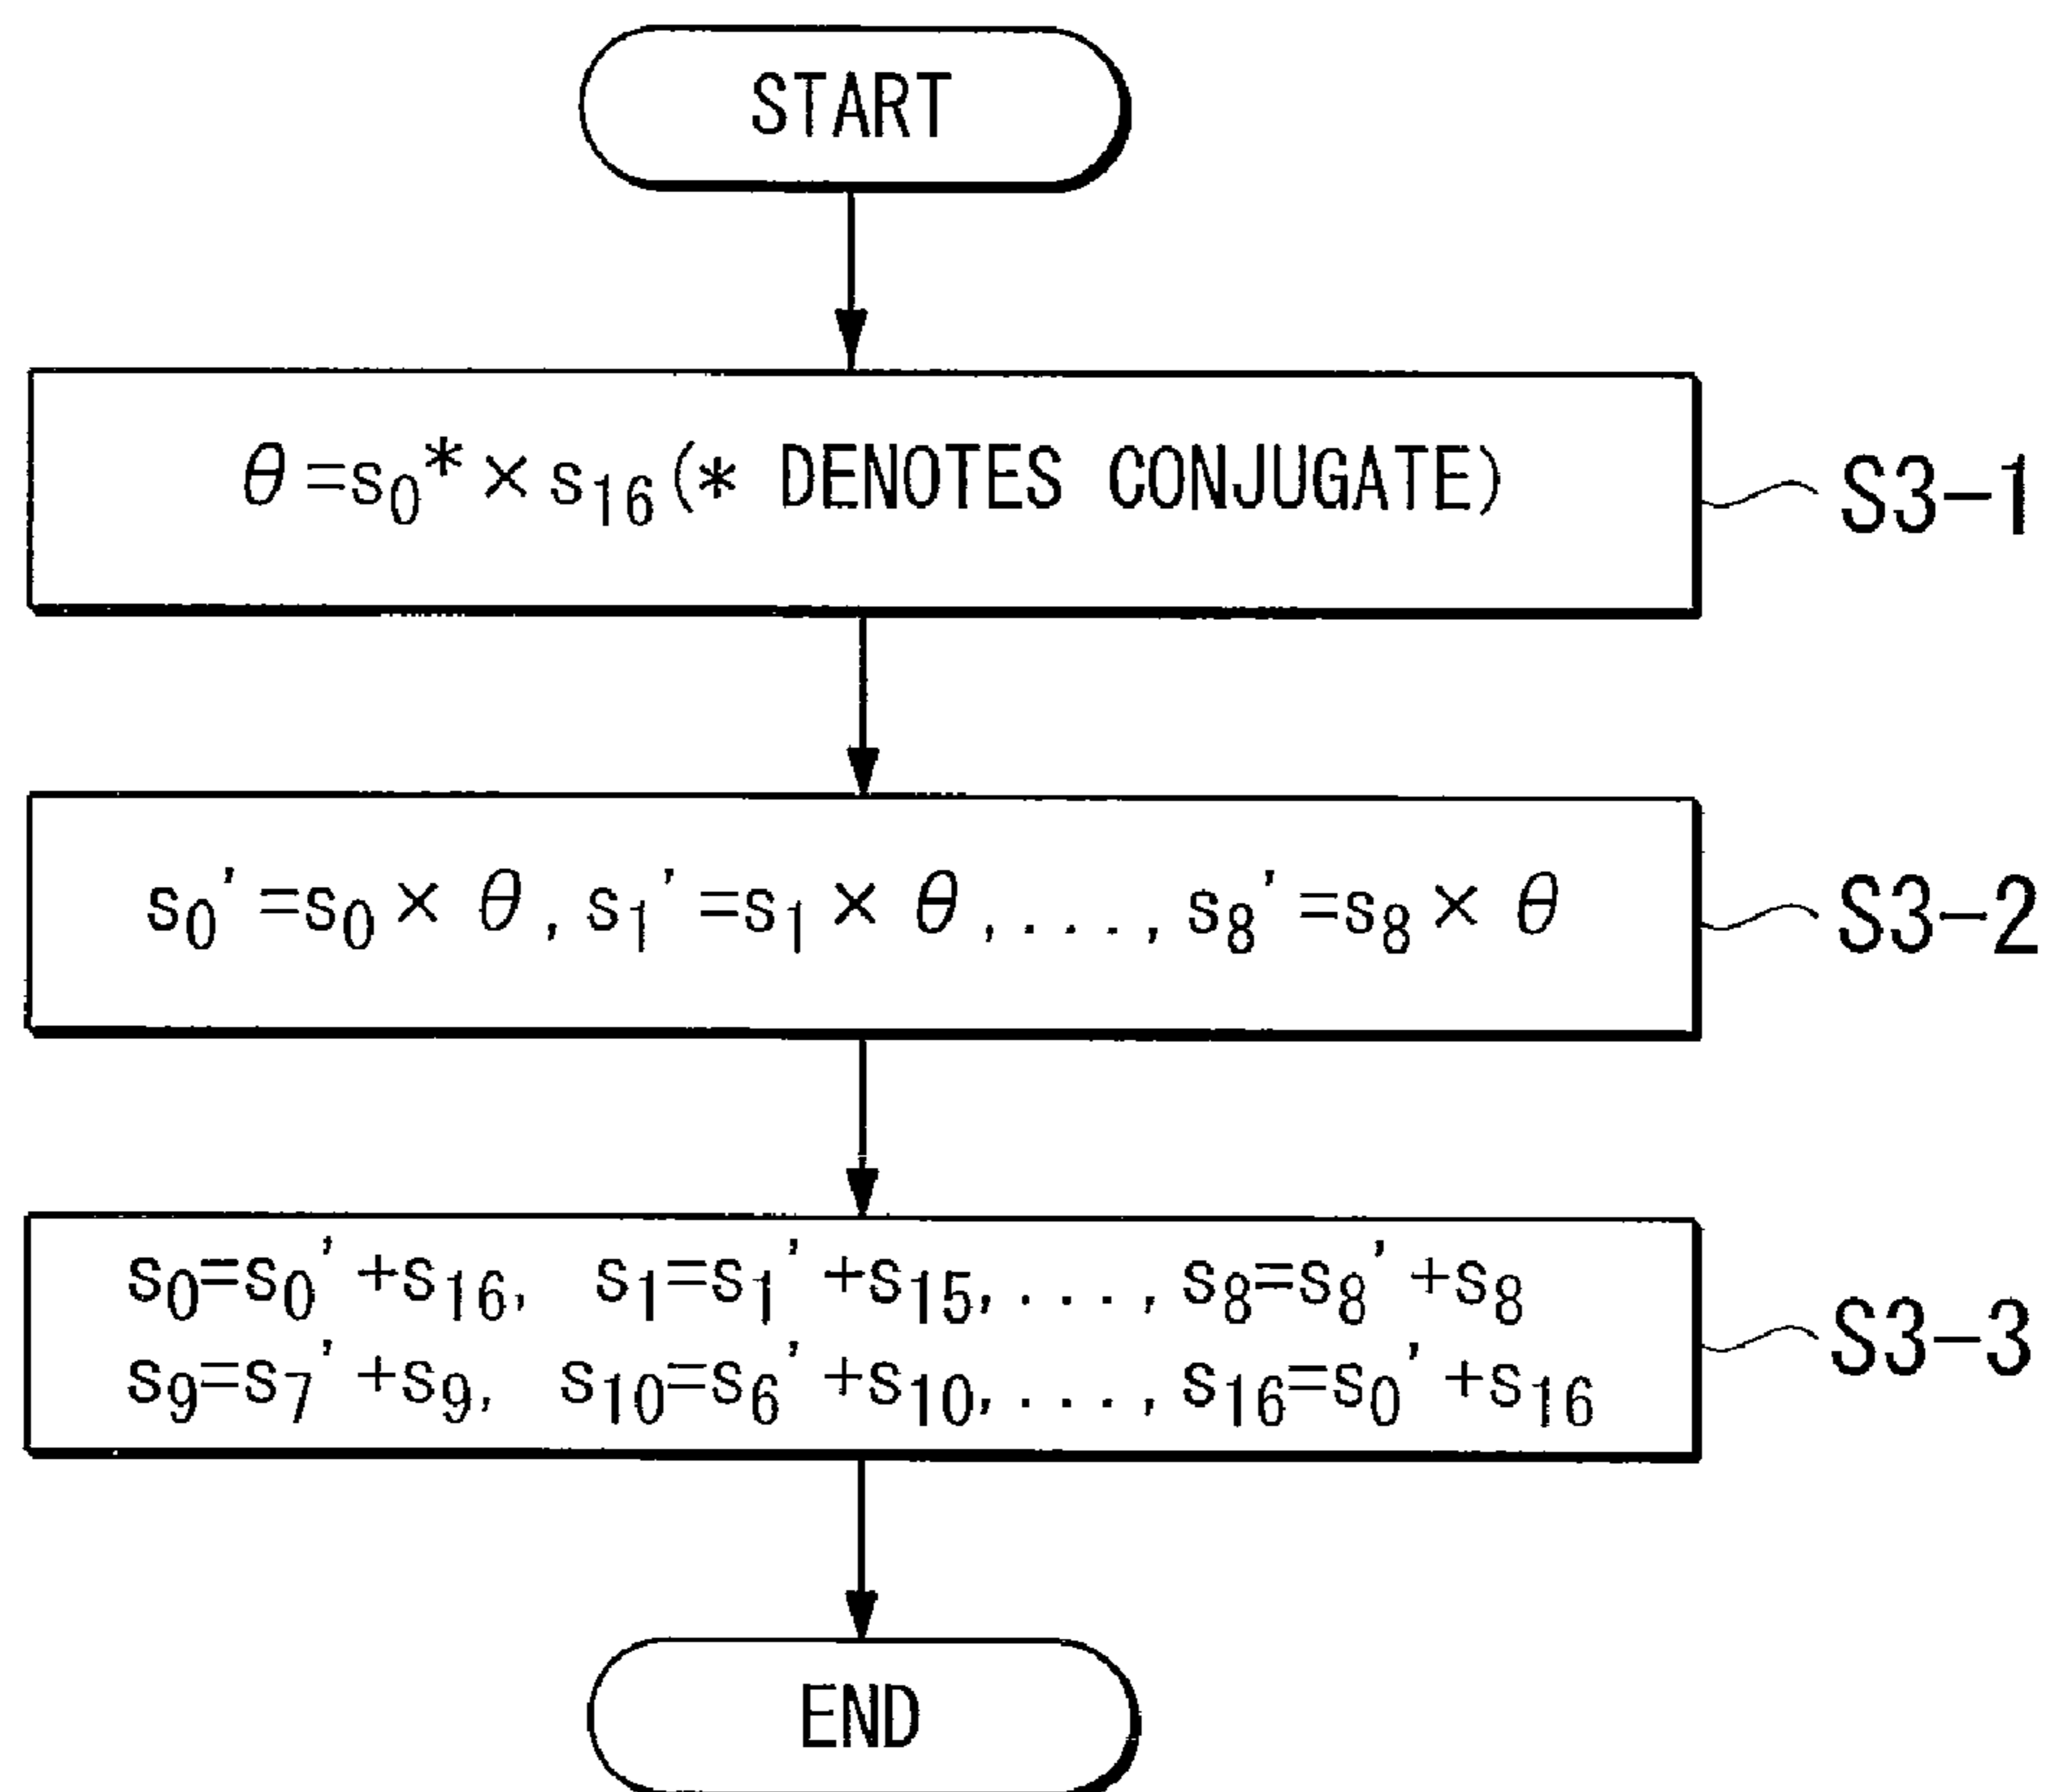 START
θ=s₀*×s₁₆(* DENOTES CONJUGATE)
S3-1
s₀'=s₀×θ, s₁'=s₁×θ,..., s₈'=s₈×θ
S3-2
s₀=s₀'+s₁₆, s₁=s₁'+s₁₅,..., s₈=s₈'+s₈
s₉=s₇'+s₉, s₁₀=s₆'+s₁₀,..., s₁₆=s₀'+s₁₆
S3-3
END